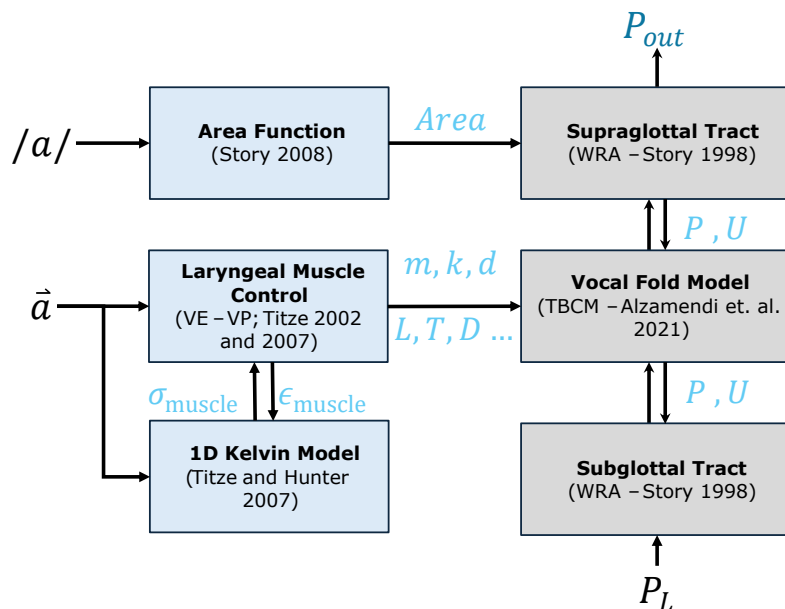 P_out
Area Function
(Story 2008)
/a/
Area
Supraglottal Tract
(WRA – Story 1998)
P , U
Laryngeal Muscle
Control
(VE – VP; Titze 2002
and 2007)
a⃗
m, k, d
L, T, D …
Vocal Fold Model
(TBCM – Alzamendi et. al.
2021)
σ_muscle
ϵ_muscle
P , U
1D Kelvin Model
(Titze and Hunter
2007)
Subglottal Tract
(WRA – Story 1998)
P_L